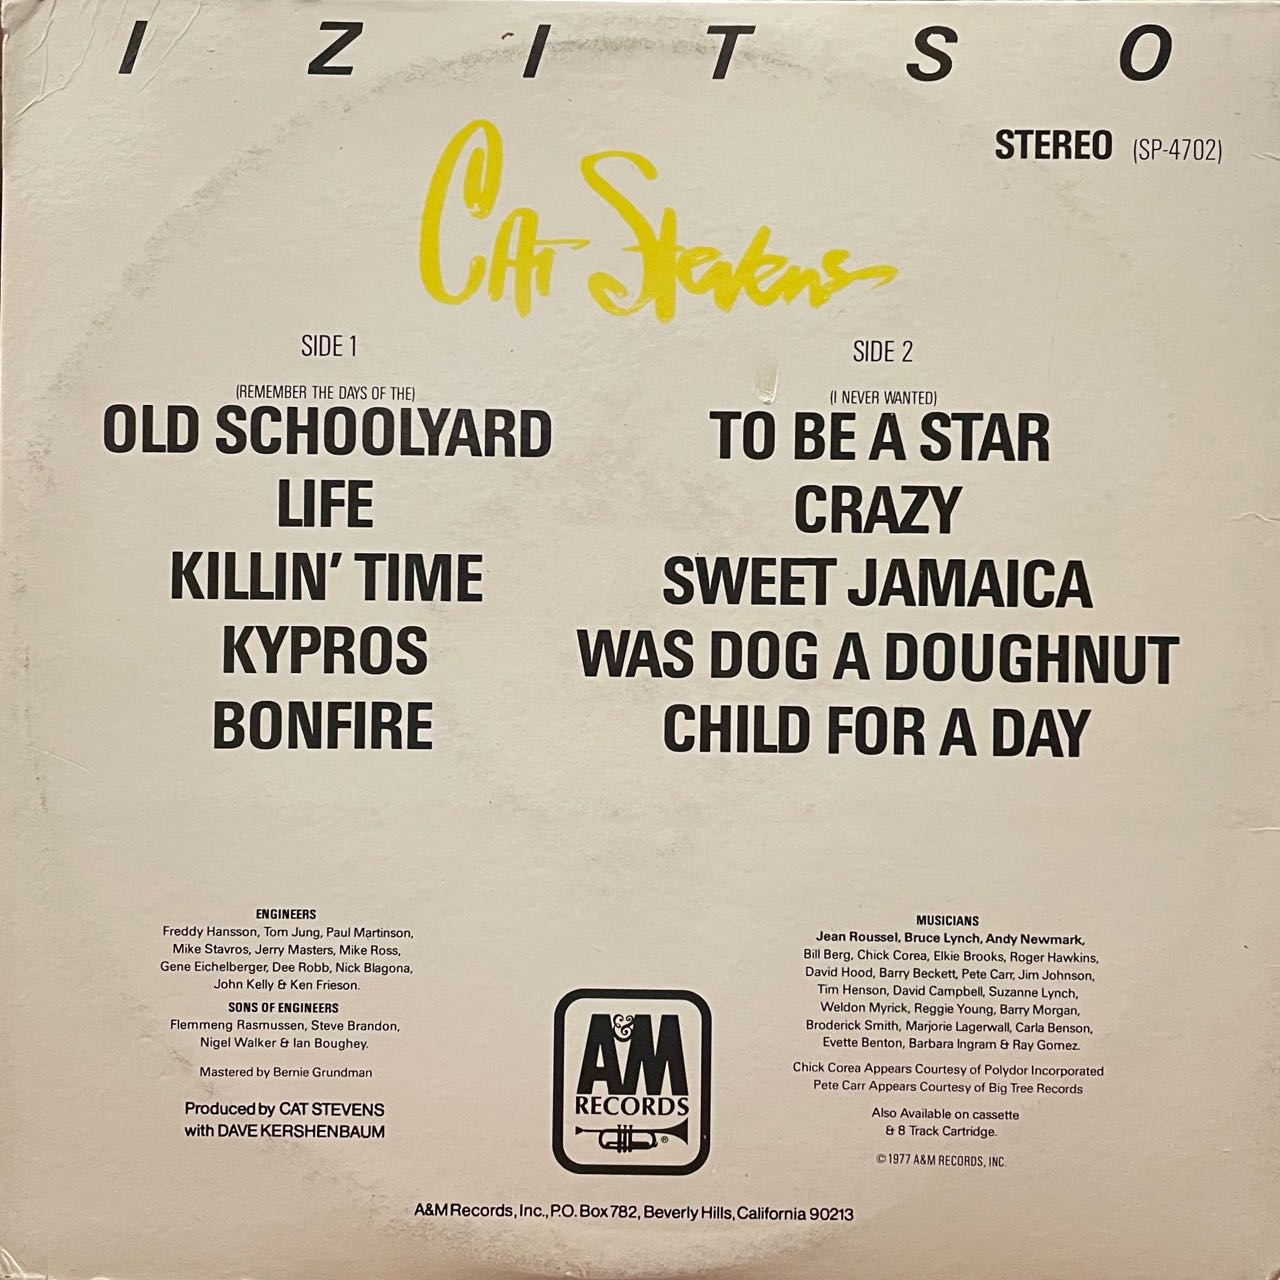 IZITSO
STEREO (SP-4702)
Cat Stevens
SIDE 1
(REMEMBER THE DAYS OF THE)
OLD SCHOOLYARD
LIFE
KILLIN' TIME
KYPROS
BONFIRE
SIDE 2
(I NEVER WANTED)
TO BE A STAR
CRAZY
SWEET JAMAICA
WAS DOG A DOUGHNUT
CHILD FOR A DAY
ENGINEERS
Freddy Hansson, Tom Jung, Paul Martinson,
Mike Stavros, Jerry Masters, Mike Ross,
Gene Eichelberger, Dee Robb, Nick Blagona,
John Kelly & Ken Frieson.
SONS OF ENGINEERS
Flemmeng Rasmussen, Steve Brandon,
Nigel Walker & Ian Boughey.
Mastered by Bernie Grundman
Produced by CAT STEVENS
with DAVE KERSHENBAUM
A&M
RECORDS
®
MUSICIANS
Jean Roussel, Bruce Lynch, Andy Newmark,
Bill Berg, Chick Corea, Elkie Brooks, Roger Hawkins,
David Hood, Barry Beckett, Pete Carr, Jim Johnson,
Tim Henson, David Campbell, Suzanne Lynch,
Weldon Myrick, Reggie Young, Barry Morgan,
Broderick Smith, Marjorie Lagerwall, Carla Benson,
Evette Benton, Barbara Ingram & Ray Gomez.
Chick Corea Appears Courtesy of Polydor Incorporated
Pete Carr Appears Courtesy of Big Tree Records
Also Available on cassette
& 8 Track Cartridge.
© 1977 A&M RECORDS, INC.
A&M Records, Inc., P.O. Box 782, Beverly Hills, California 90213